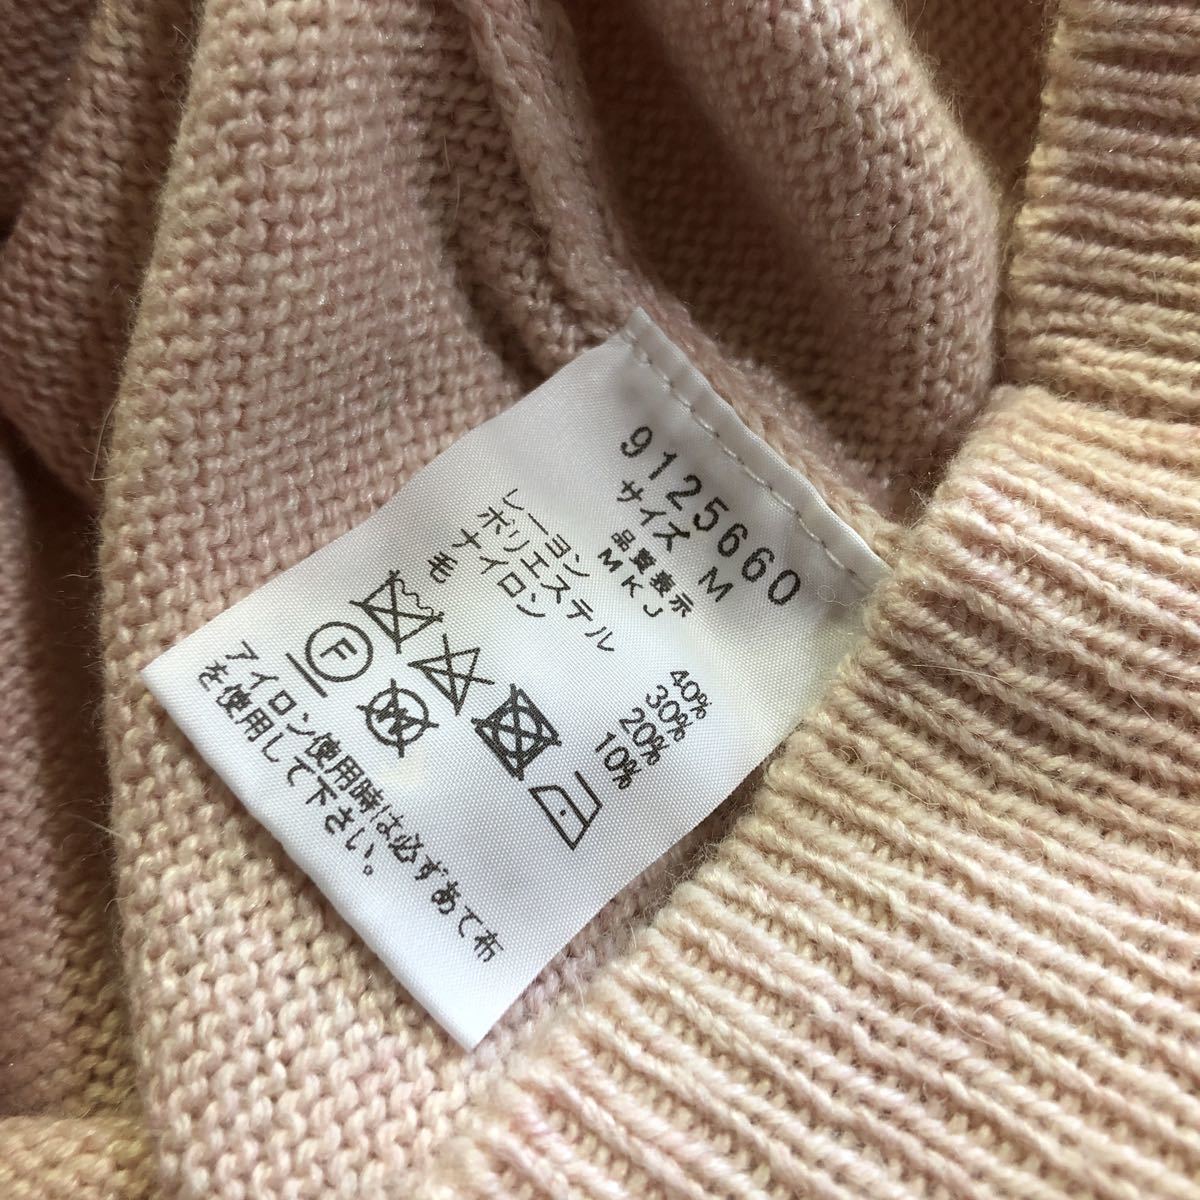 9125660
サイズ M
品質表示
MKJ
レーヨン 40%
ポリエステル 30%
ナイロン 20%
毛 10%
F
アイロン使用時は必ずあて布
を使用して下さい。